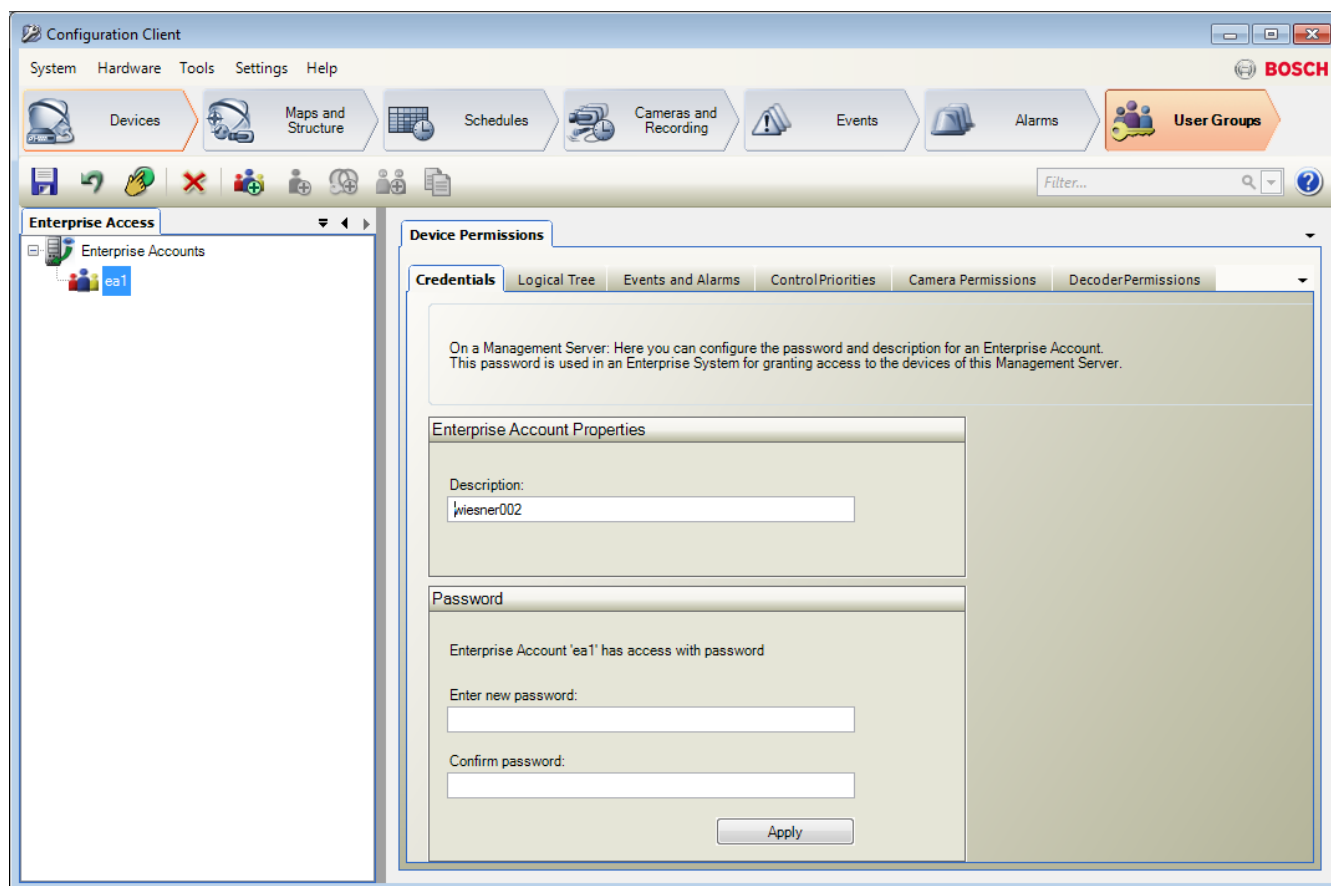 Configuration Client
System Hardware Tools Settings Help
BOSCH
Devices
Maps and
Structure
Schedules
Cameras and
Recording
Events
Alarms
User Groups
Filter...
Enterprise Access
Enterprise Accounts
ea1
Device Permissions
Credentials Logical Tree Events and Alarms ControlPriorities Camera Permissions DecoderPermissions
On a Management Server: Here you can configure the password and description for an Enterprise Account.
This password is used in an Enterprise System for granting access to the devices of this Management Server.
Enterprise Account Properties
Description:
wiesner002
Password
Enterprise Account 'ea1' has access with password
Enter new password:
Confirm password:
Apply